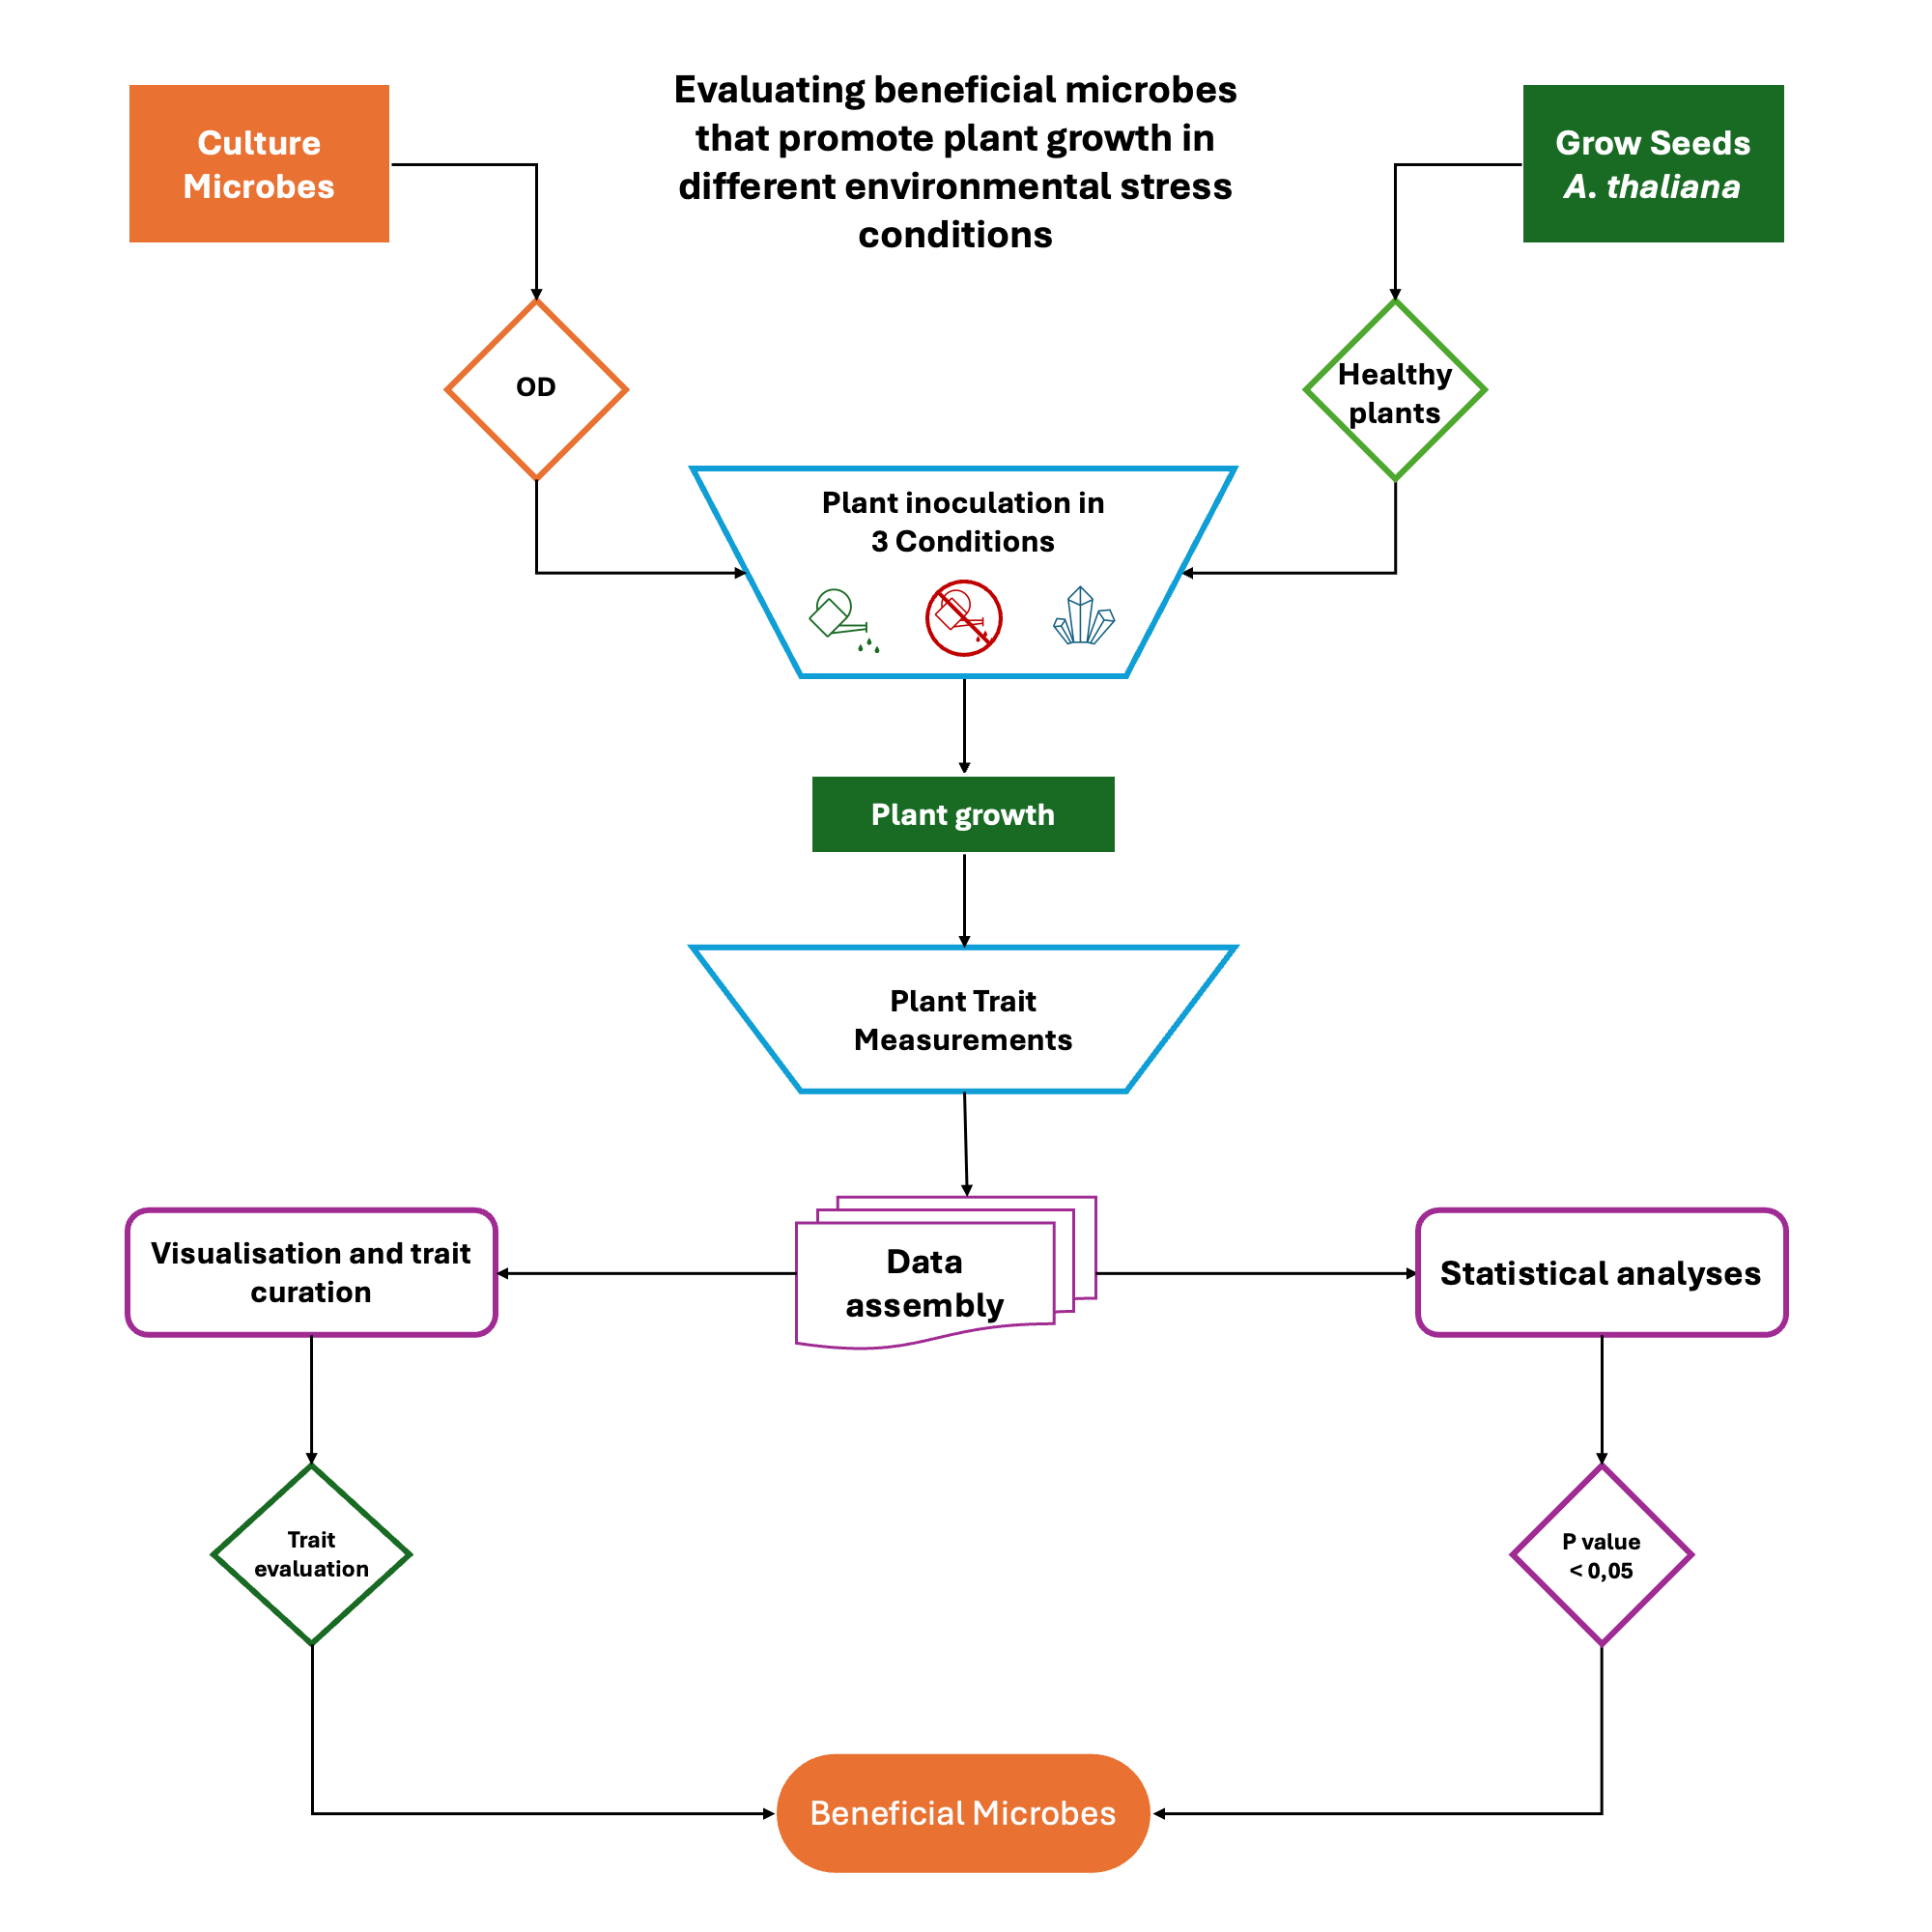 Evaluating beneficial microbes
that promote plant growth in
different environmental stress
conditions
Culture
Microbes
Grow Seeds
A. thaliana
OD
Healthy
plants
Plant inoculation in
3 Conditions
Plant growth
Plant Trait
Measurements
Visualisation and trait
curation
Data
assembly
Statistical analyses
Trait
evaluation
P value
< 0,05
Beneficial Microbes